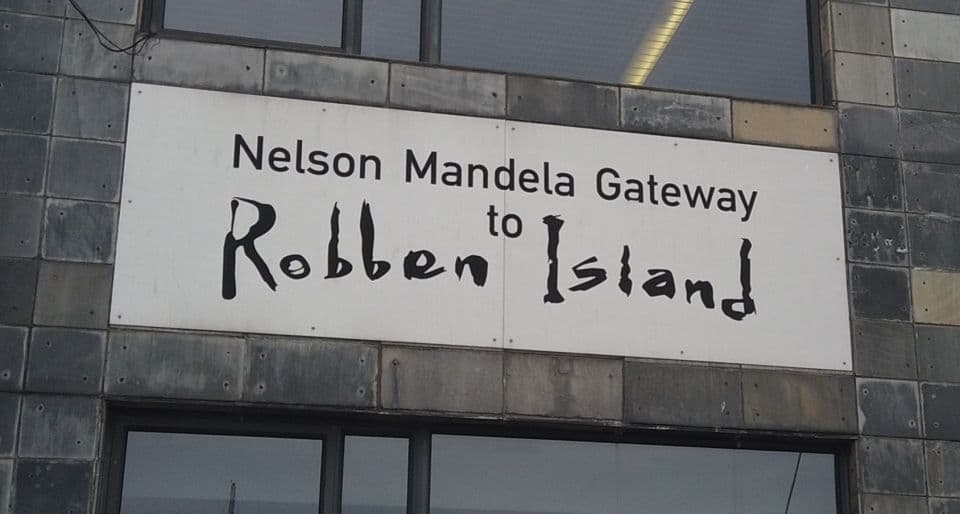 Nelson Mandela Gateway
to
Robben Island